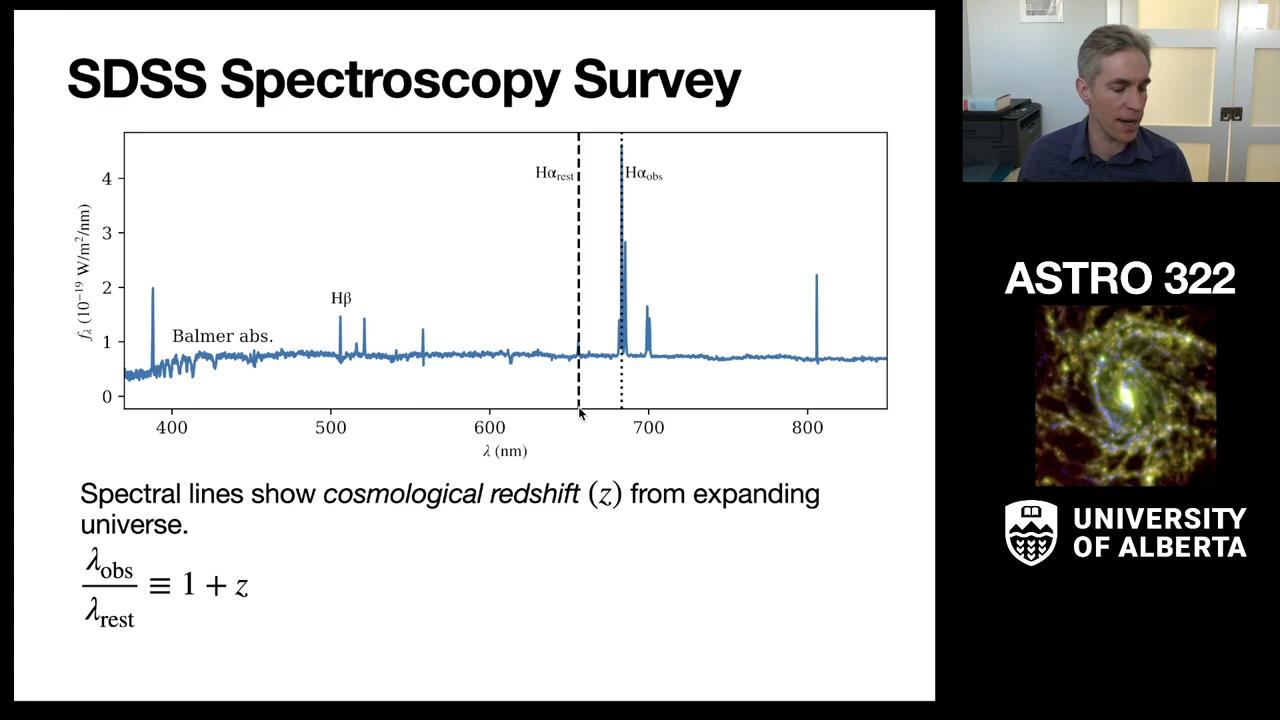 SDSS Spectroscopy Survey
Hα_rest
Hα_obs
4
3
2
1
0
f_λ (10⁻¹⁹ W/m²/nm)
Hβ
Balmer abs.
400
500
600
700
800
λ (nm)
Spectral lines show cosmological redshift (z) from expanding
universe.
λ_obs
λ_rest
≡ 1 + z
ASTRO 322
UNIVERSITY
OF ALBERTA